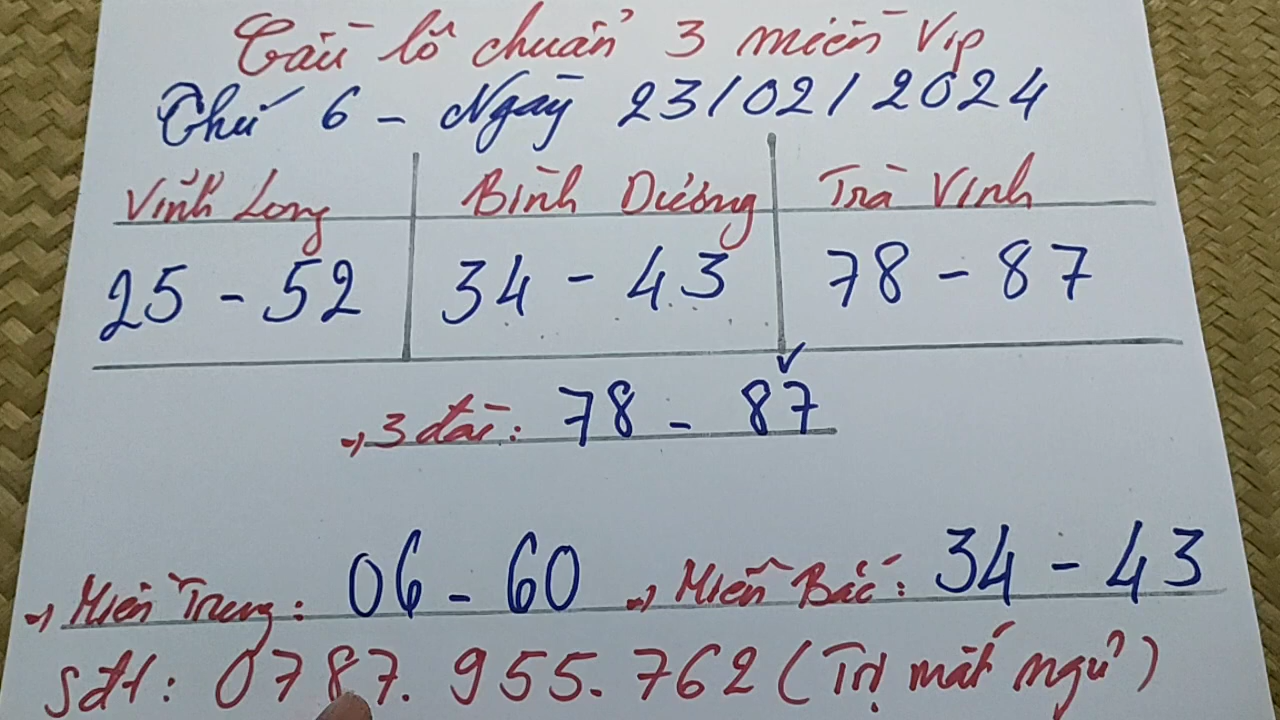 Cầu lô chuẩn 3 miền Vip
Thứ 6 - Ngày 23/02/2024
Vĩnh Long Bình Dương Trà Vinh
25 - 52 34 - 43 78 - 87
→ 3 đài: 78 - 87
→ Miền Trung: 06 - 60 → Miền Bắc: 34 - 43
Sđt: 0787.955.762 (Trị mất ngủ)